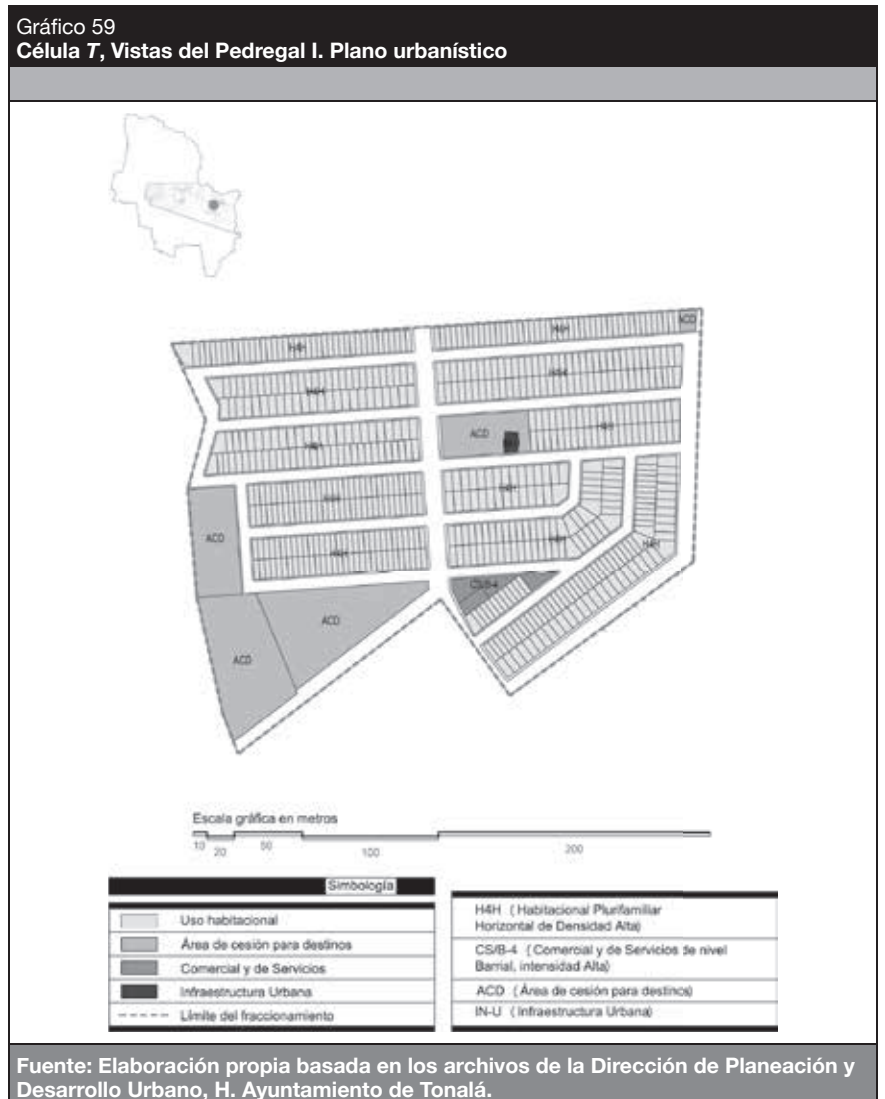 Gráfico 59
Célula T, Vistas del Pedregal I. Plano urbanístico
H4H
H4H
ACD
H4H
H4H
ACD
H4H
H4H
H4H
H4H
ACD
H4H
H4H
H4H
CS/B-4
ACD
ACD
Escala gráfica en metros
10 20 50 100 200
Simbología
Uso habitacional
Área de cesión para destinos
Comercial y de Servicios
Infraestructura Urbana
Límite del fraccionamiento
H4H ( Habitacional Plurifamiliar
Horizontal de Densidad Alta)
CS/B-4 ( Comercial y de Servicios de nivel
Barrial, intensidad Alta)
ACD ( Área de cesión para destinos)
IN-U ( Infraestructura Urbana)
Fuente: Elaboración propia basada en los archivos de la Dirección de Planeación y
Desarrollo Urbano, H. Ayuntamiento de Tonalá.